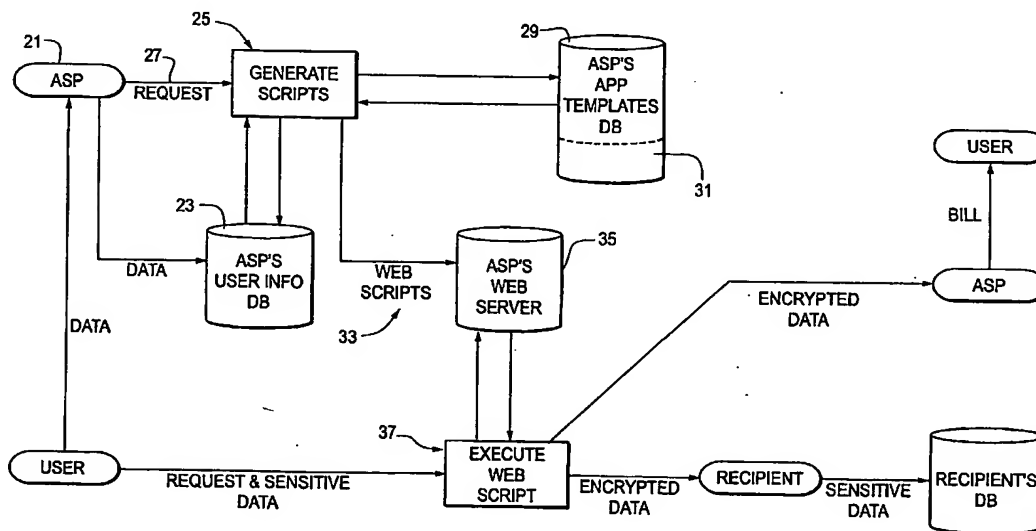 21
ASP
27
REQUEST
25
GENERATE
SCRIPTS
29
ASP'S
APP
TEMPLATES
DB
31
USER
BILL
ASP
23
ASP'S
USER INFO
DB
DATA
DATA
WEB
SCRIPTS
33
35
ASP'S
WEB
SERVER
ENCRYPTED
DATA
USER
REQUEST & SENSITIVE
DATA
37
EXECUTE
WEB
SCRIPT
ENCRYPTED
DATA
RECIPIENT
SENSITIVE
DATA
RECIPIENT'S
DB